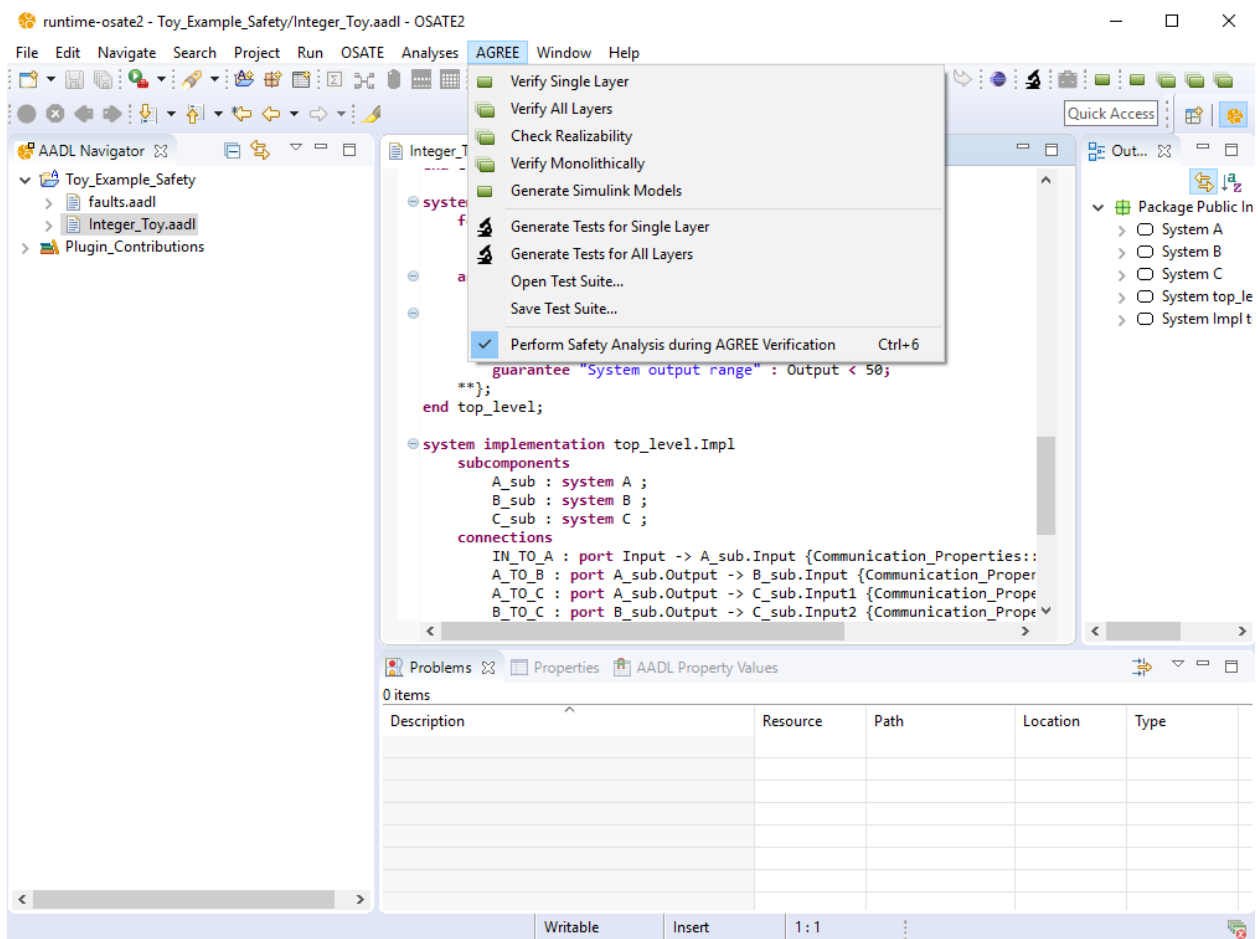 runtime-osate2 - Toy_Example_Safety/Integer_Toy.aadl - OSATE2
File Edit Navigate Search Project Run OSATE Analyses AGREE Window Help
Quick Access
AADL Navigator
Toy_Example_Safety
faults.aadl
Integer_Toy.aadl
Plugin_Contributions
Verify Single Layer
Verify All Layers
Check Realizability
Verify Monolithically
Generate Simulink Models
Generate Tests for Single Layer
Generate Tests for All Layers
Open Test Suite...
Save Test Suite...
Perform Safety Analysis during AGREE Verification Ctrl+6
guarantee "System output range" : Output < 50;
**};
end top_level;
system implementation top_level.Impl
subcomponents
A_sub : system A ;
B_sub : system B ;
C_sub : system C ;
connections
IN_TO_A : port Input -> A_sub.Input {Communication_Properties::
A_TO_B : port A_sub.Output -> B_sub.Input {Communication_Proper
A_TO_C : port A_sub.Output -> C_sub.Input1 {Communication_Prope
B_TO_C : port B_sub.Output -> C_sub.Input2 {Communication_Prope
Out...
Package Public In
System A
System B
System C
System top_le
System Impl t
Problems Properties AADL Property Values
0 items
Description Resource Path Location Type
Writable Insert 1 : 1